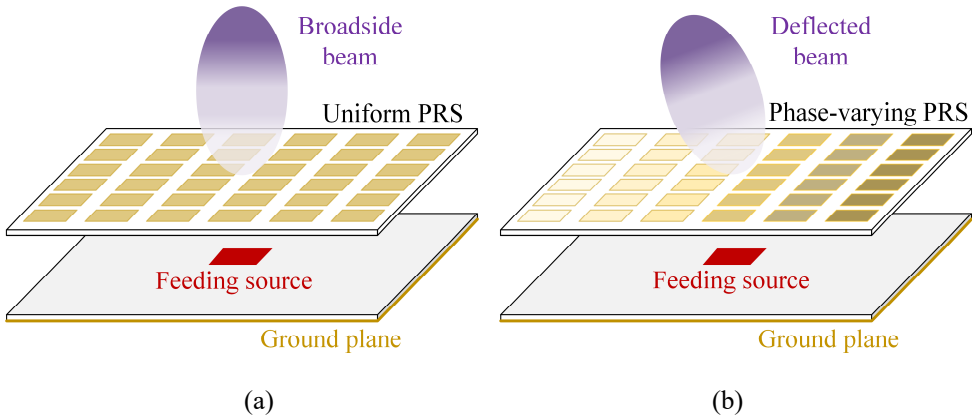 Broadside
beam
Uniform PRS
Feeding source
Ground plane
(a)
Deflected
beam
Phase-varying PRS
Feeding source
Ground plane
(b)